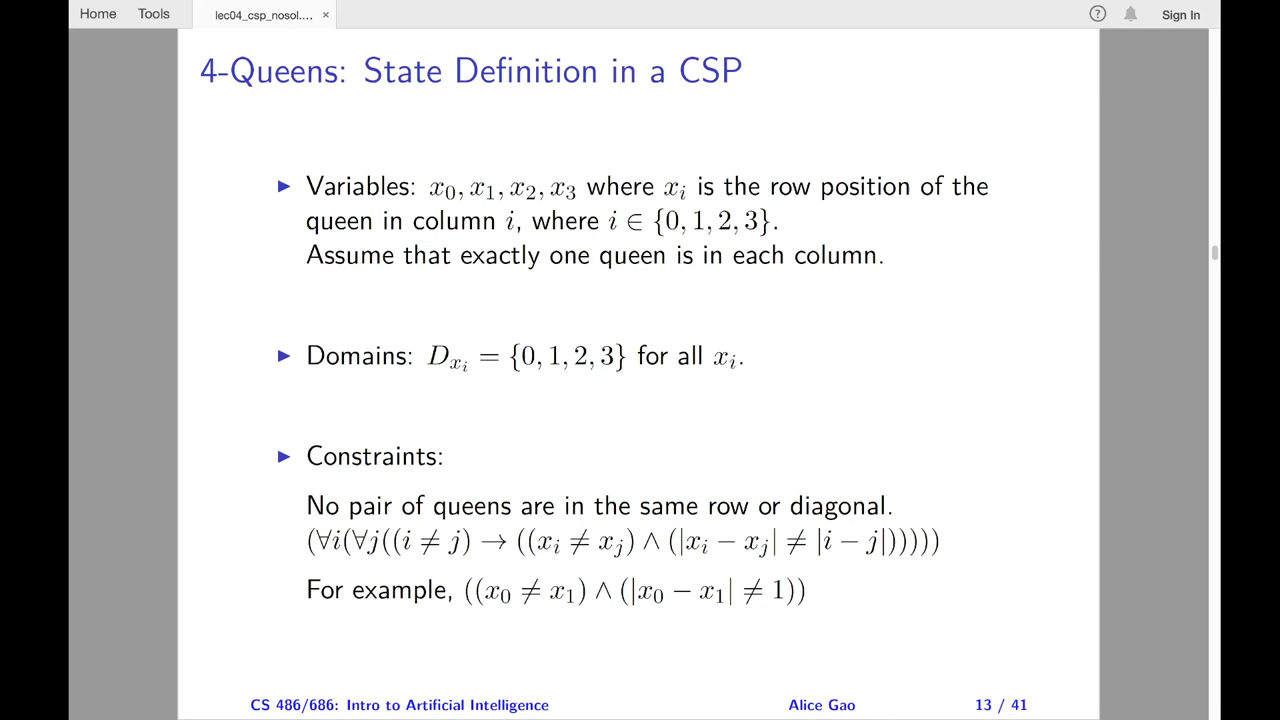 Home Tools lec04_csp_nosol.... × ? Sign In
4-Queens: State Definition in a CSP
▶ Variables: x₀, x₁, x₂, x₃ where xᵢ is the row position of the
queen in column i, where i ∈ {0, 1, 2, 3}.
Assume that exactly one queen is in each column.
▶ Domains: D_{xᵢ} = {0, 1, 2, 3} for all xᵢ.
▶ Constraints:
No pair of queens are in the same row or diagonal.
(∀i(∀j((i ≠ j) → ((xᵢ ≠ xⱼ) ∧ (|xᵢ − xⱼ| ≠ |i − j|)))))
For example, ((x₀ ≠ x₁) ∧ (|x₀ − x₁| ≠ 1))
CS 486/686: Intro to Artificial Intelligence Alice Gao 13 / 41